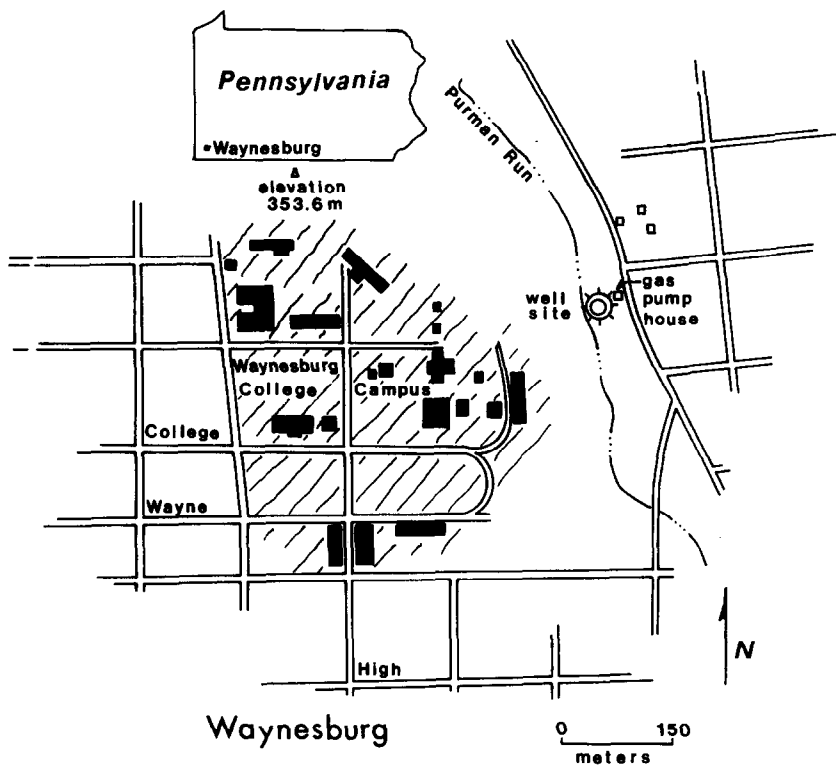 Pennsylvania
Waynesburg
elevation
353.6 m
Purman Run
well
site
gas
pump
house
Waynesburg
College Campus
College
Wayne
High
N
Waynesburg
0 150
meters